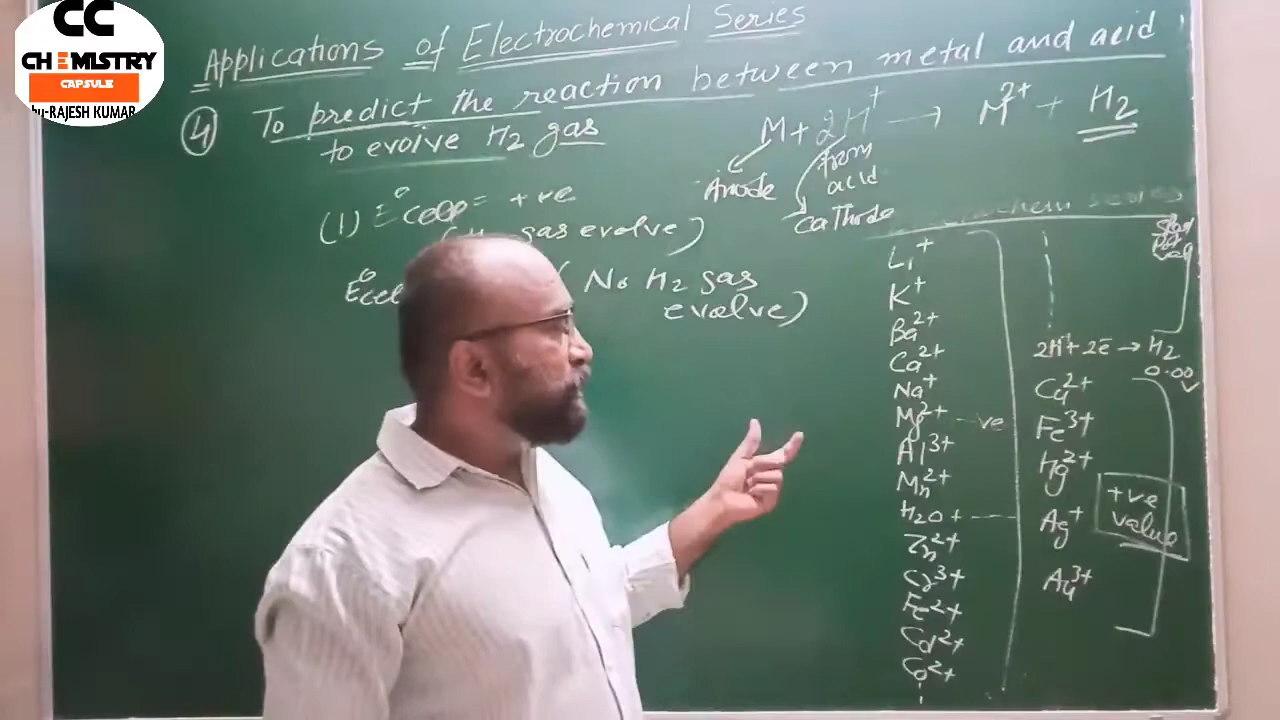 CC
CHEMISTRY
CAPSULE
by-RAJESH KUMAR
Applications of Electrochemical Series
④ To predict the reaction between metal and acid
to evolve H₂ gas
M + 2H⁺ → M²⁺ + H₂
Anode
from
acid
Cathode
(1) E°cell = +ve
gas evolve)
E°cel
(No H₂ gas
evolve)
series
Li⁺
K⁺
Ba²⁺
Ca²⁺
Na⁺
Mg²⁺ -ve
Al³⁺
Mn²⁺
H₂O +
Zn²⁺
Cr³⁺
Fe²⁺
Cd²⁺
Co²⁺
2H⁺ + 2e⁻ → H₂
0.00
V
Cu²⁺
Fe³⁺
Hg²⁺
Ag⁺
Au³⁺
+ve
value